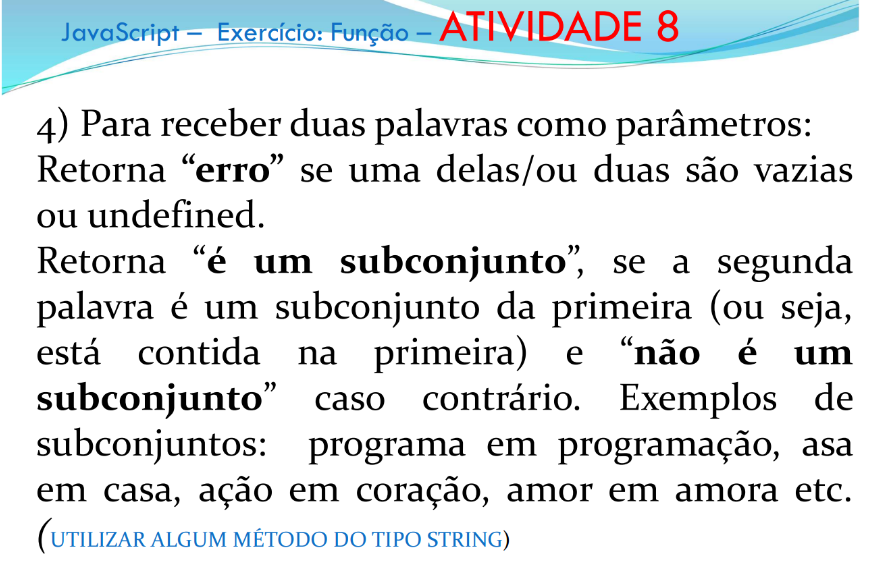 JavaScript – Exercício: Função – ATIVIDADE 8
4) Para receber duas palavras como parâmetros:
Retorna “erro” se uma delas/ou duas são vazias
ou undefined.
Retorna “é um subconjunto”, se a segunda
palavra é um subconjunto da primeira (ou seja,
está contida na primeira) e “não é um
subconjunto” caso contrário. Exemplos de
subconjuntos: programa em programação, asa
em casa, ação em coração, amor em amora etc.
(UTILIZAR ALGUM MÉTODO DO TIPO STRING)